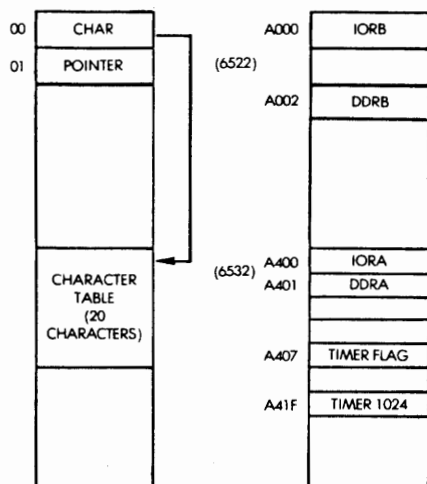 00 CHAR
01 POINTER
CHARACTER
TABLE
(20
CHARACTERS)
A000 IORB
(6522)
A002 DDRB
(6532)
A400 IORA
A401 DDRA
A407 TIMER FLAG
A41F TIMER 1024